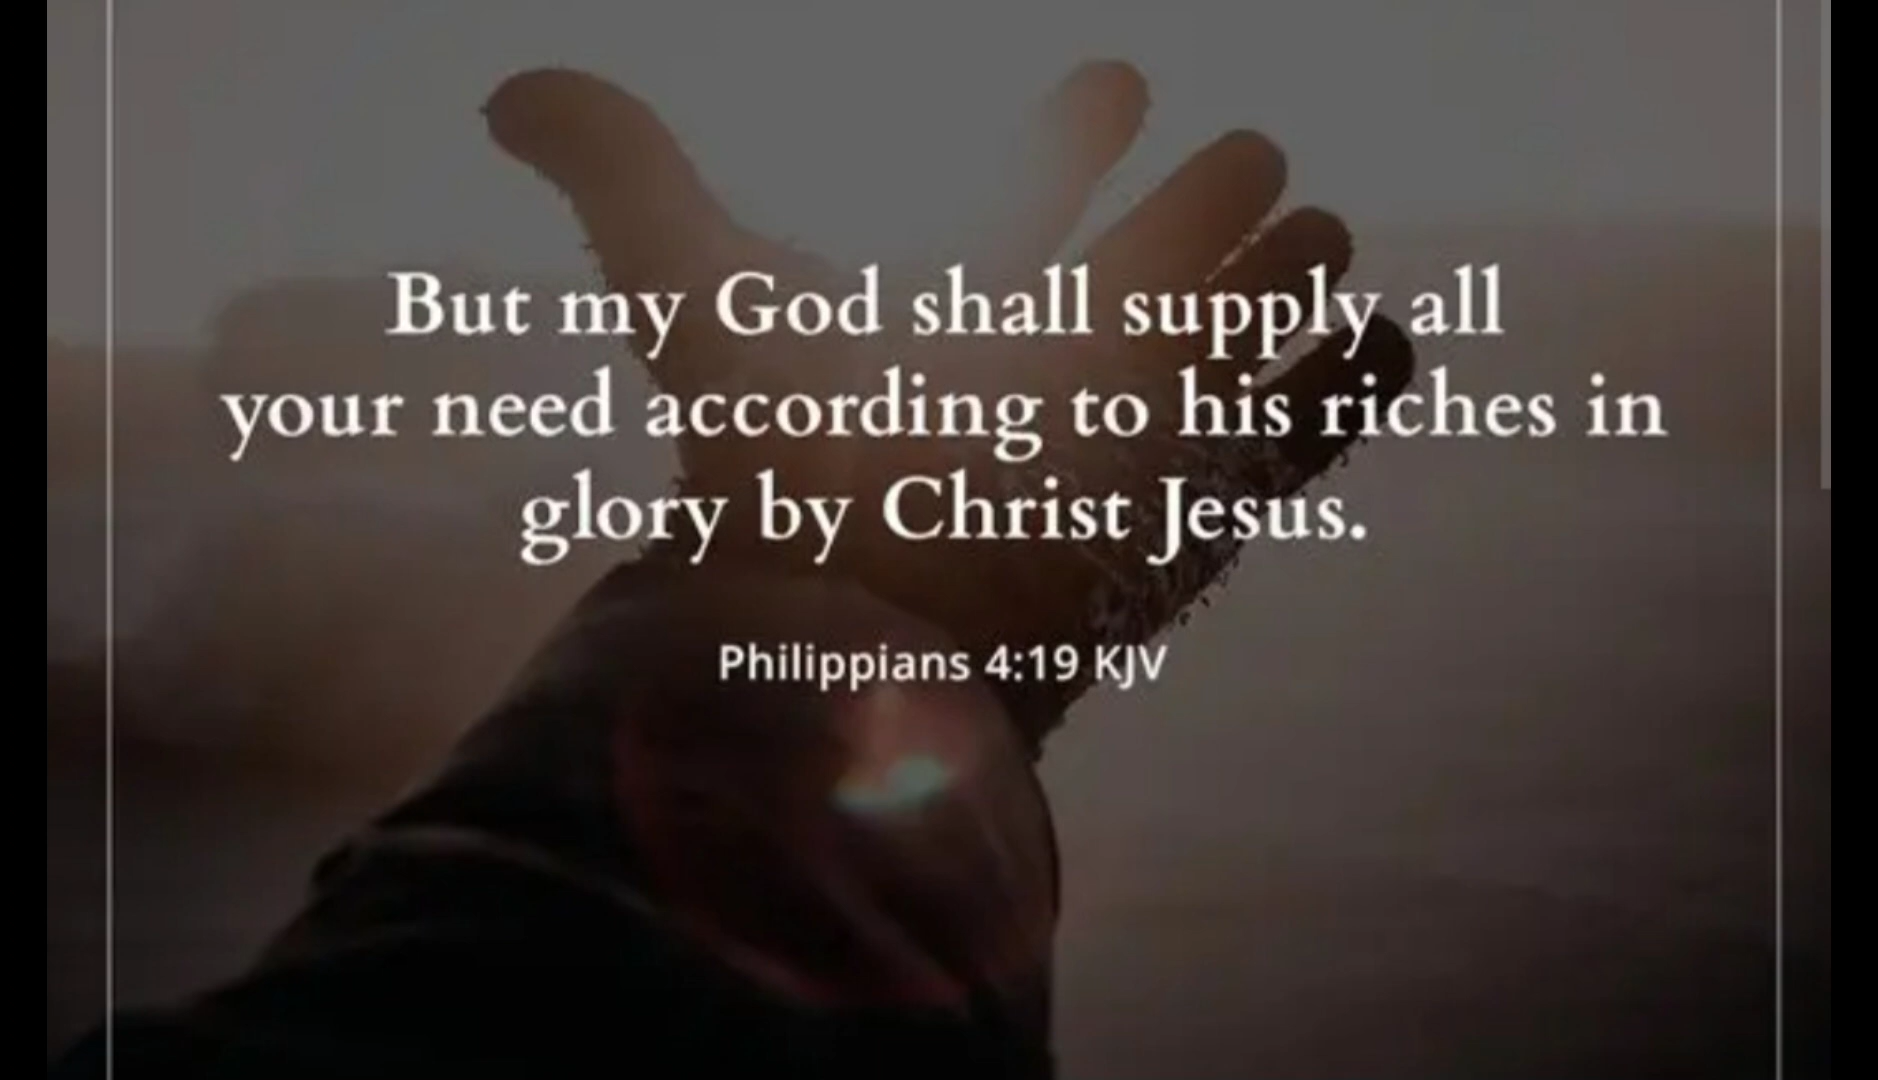 But my God shall supply all
your need according to his riches in
glory by Christ Jesus.
Philippians 4:19 KJV